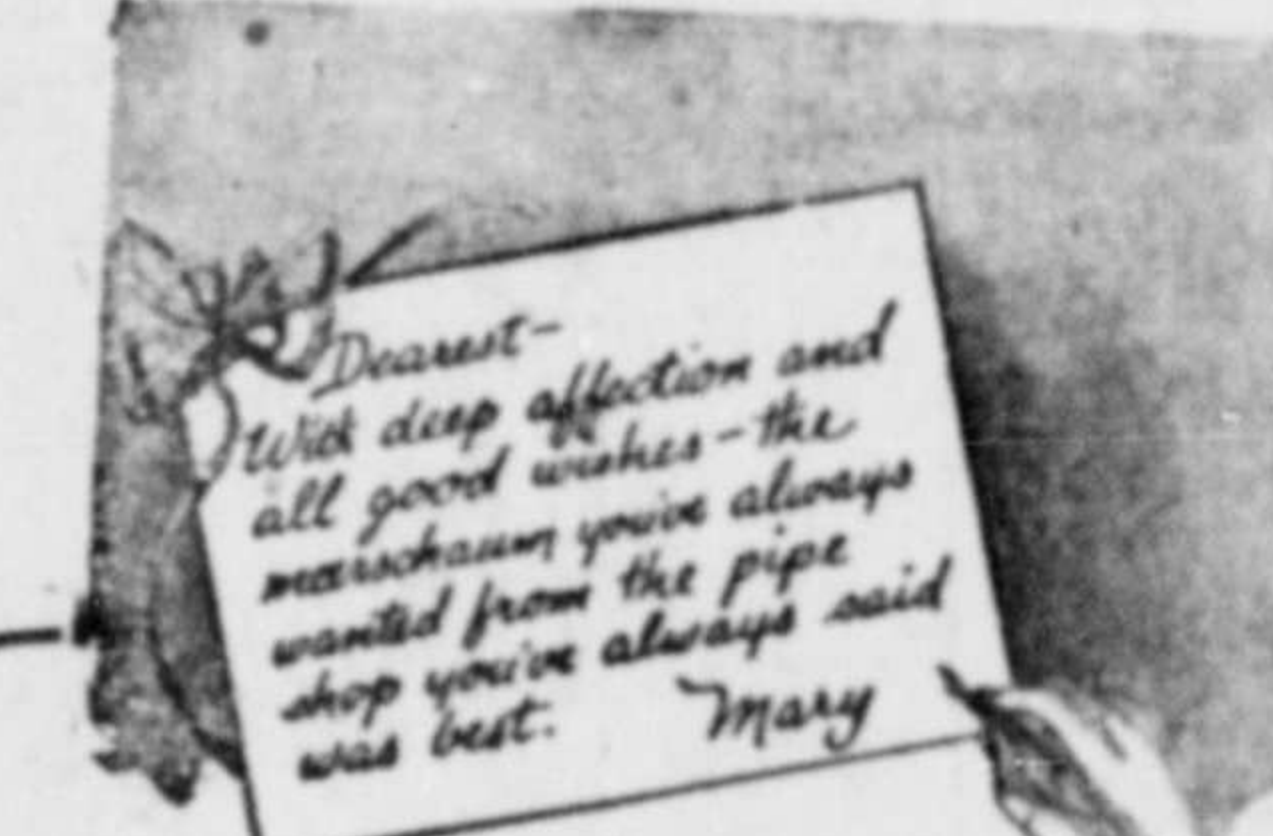 Dearest-
With deep affection and
all good wishes-the
meerschaum you've always
wanted from the pipe
shop you've always said
was best.
Mary